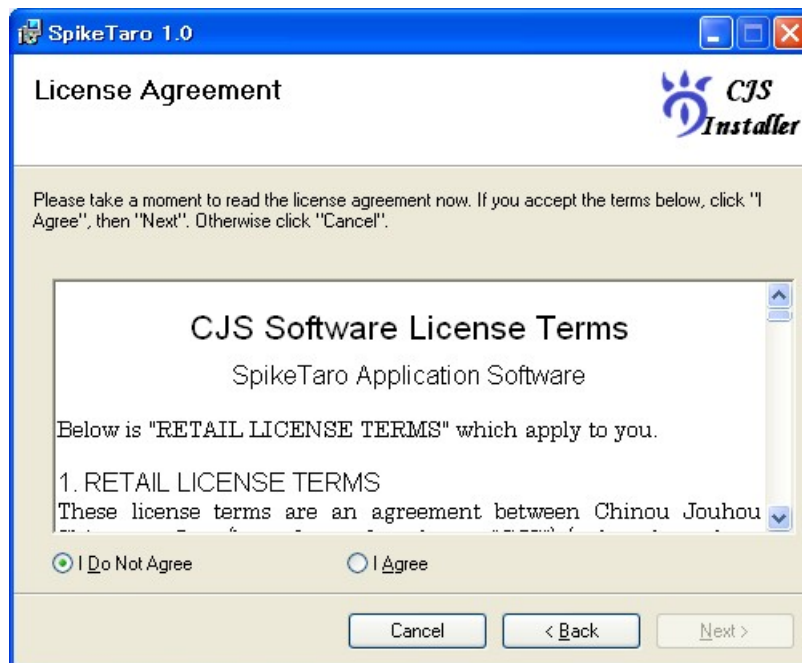 SpikeTaro 1.0
License Agreement
CJS
Installer
Please take a moment to read the license agreement now. If you accept the terms below, click "I
Agree", then "Next". Otherwise click "Cancel".
CJS Software License Terms
SpikeTaro Application Software
Below is "RETAIL LICENSE TERMS" which apply to you.
1. RETAIL LICENSE TERMS
These license terms are an agreement between Chinou Jouhou
I Do Not Agree
I Agree
Cancel
< Back
Next >